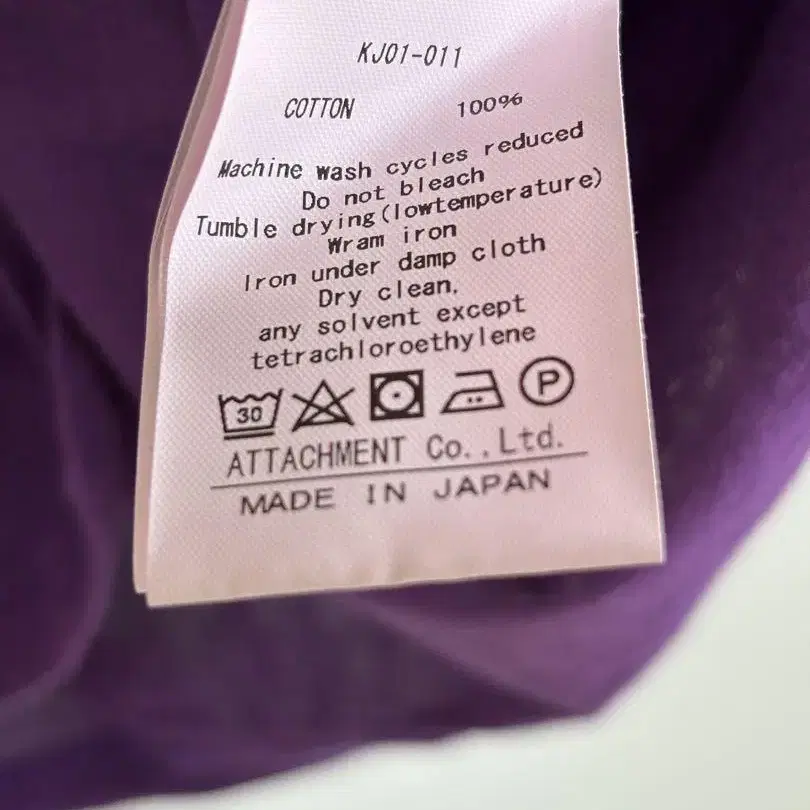 KJ01-011
COTTON 100%
Machine wash cycles reduced
Do not bleach
Tumble drying(lowtemperature)
Wram iron
Iron under damp cloth
Dry clean,
any solvent except
tetrachloroethylene
30 P
ATTACHMENT Co.,Ltd.
MADE IN JAPAN